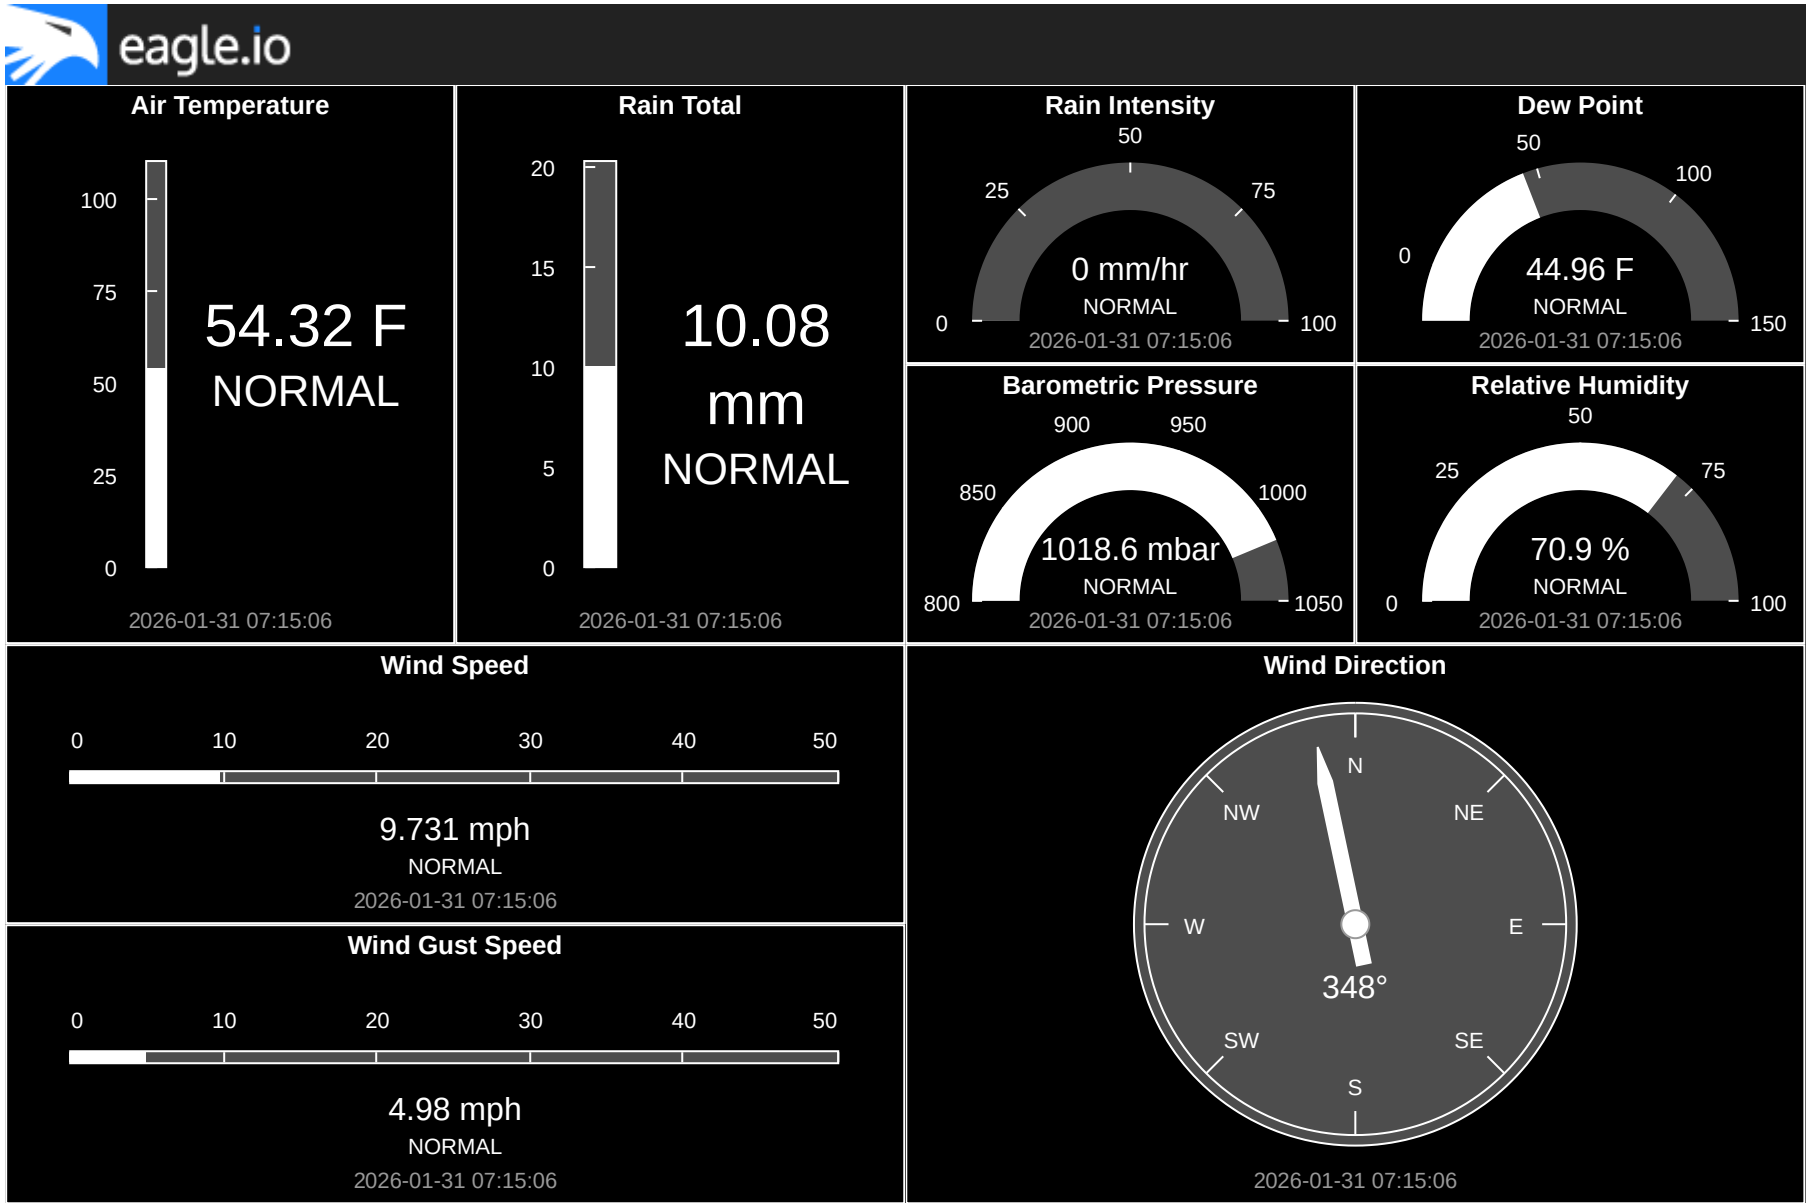 eagle.io
Air Temperature
100
75
50
25
0
54.32 F
NORMAL
2026-01-31 07:15:06
Rain Total
20
15
10
5
0
10.08
mm
NORMAL
2026-01-31 07:15:06
Rain Intensity
50
25
75
0
100
0 mm/hr
NORMAL
2026-01-31 07:15:06
Dew Point
50
100
0
150
44.96 F
NORMAL
2026-01-31 07:15:06
Barometric Pressure
900
950
850
1000
800
1050
1018.6 mbar
NORMAL
2026-01-31 07:15:06
Relative Humidity
50
25
75
0
100
70.9 %
NORMAL
2026-01-31 07:15:06
Wind Speed
0 10 20 30 40 50
9.731 mph
NORMAL
2026-01-31 07:15:06
Wind Gust Speed
0 10 20 30 40 50
4.98 mph
NORMAL
2026-01-31 07:15:06
Wind Direction
N
NW NE
W E
348°
SW SE
S
2026-01-31 07:15:06